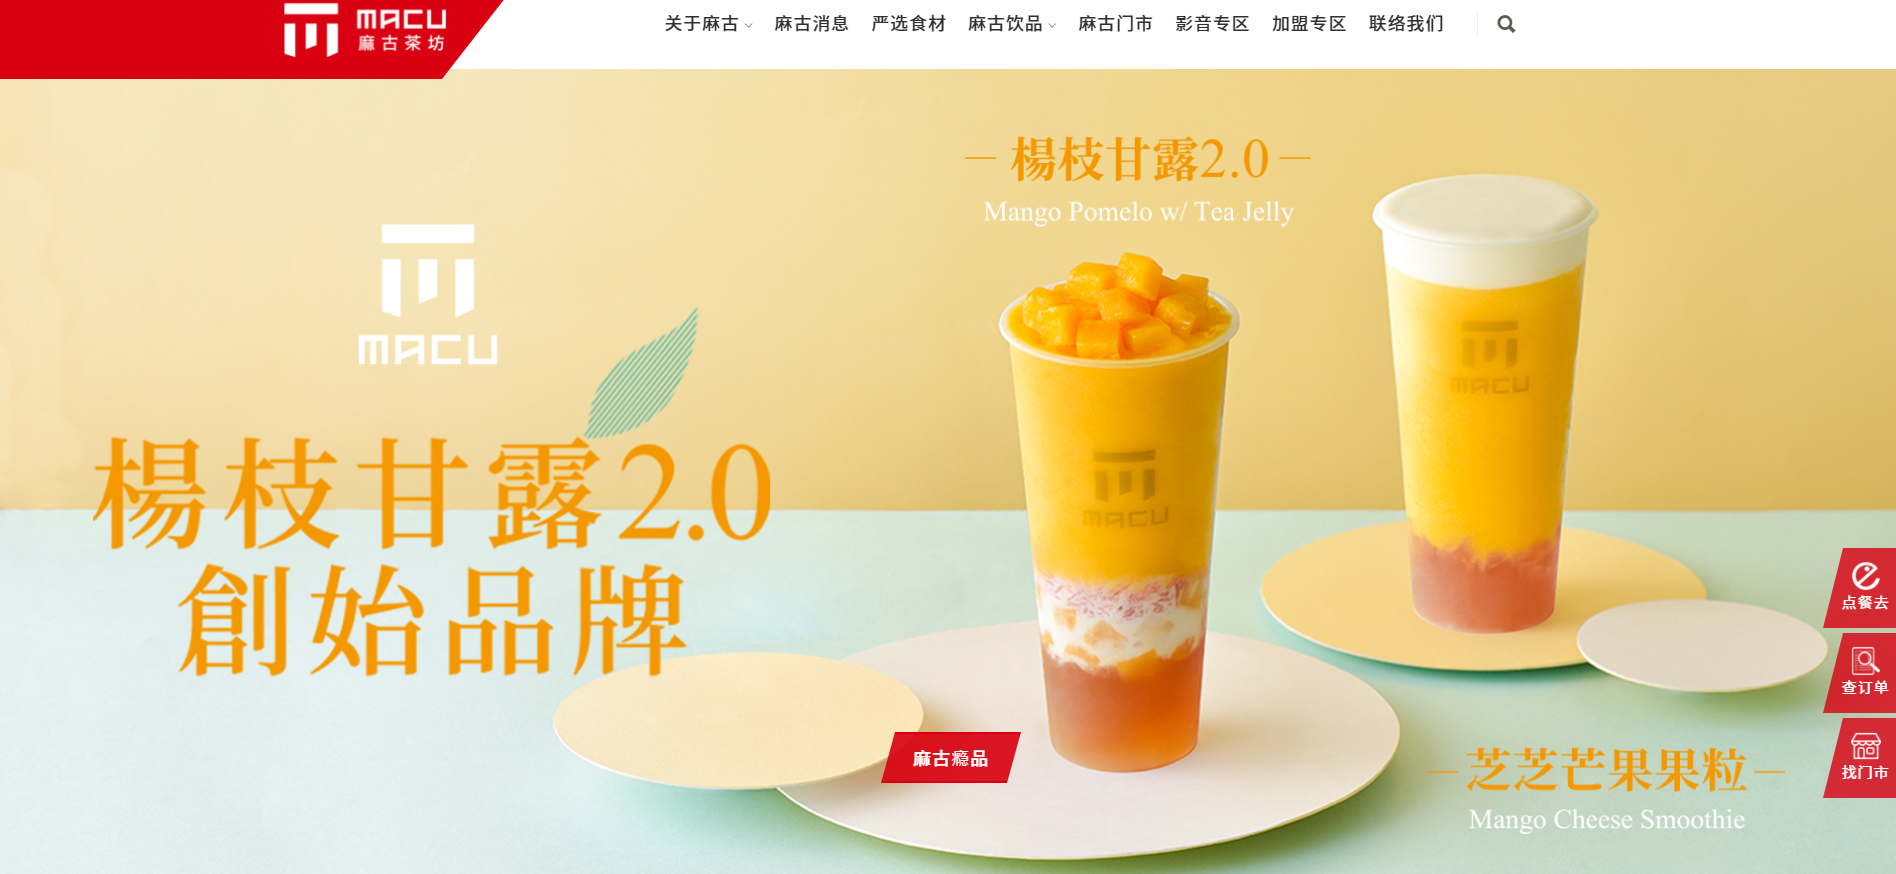 MACU
麻古茶坊
关于麻古 麻古消息 严选食材 麻古饮品 麻古门市 影音专区 加盟专区 联络我们
楊枝甘露2.0
Mango Pomelo w/ Tea Jelly
MACU
楊枝甘露2.0
創始品牌
MACU
MACU
点餐去
查订单
找门市
麻古瘾品
芝芝芒果果粒
Mango Cheese Smoothie